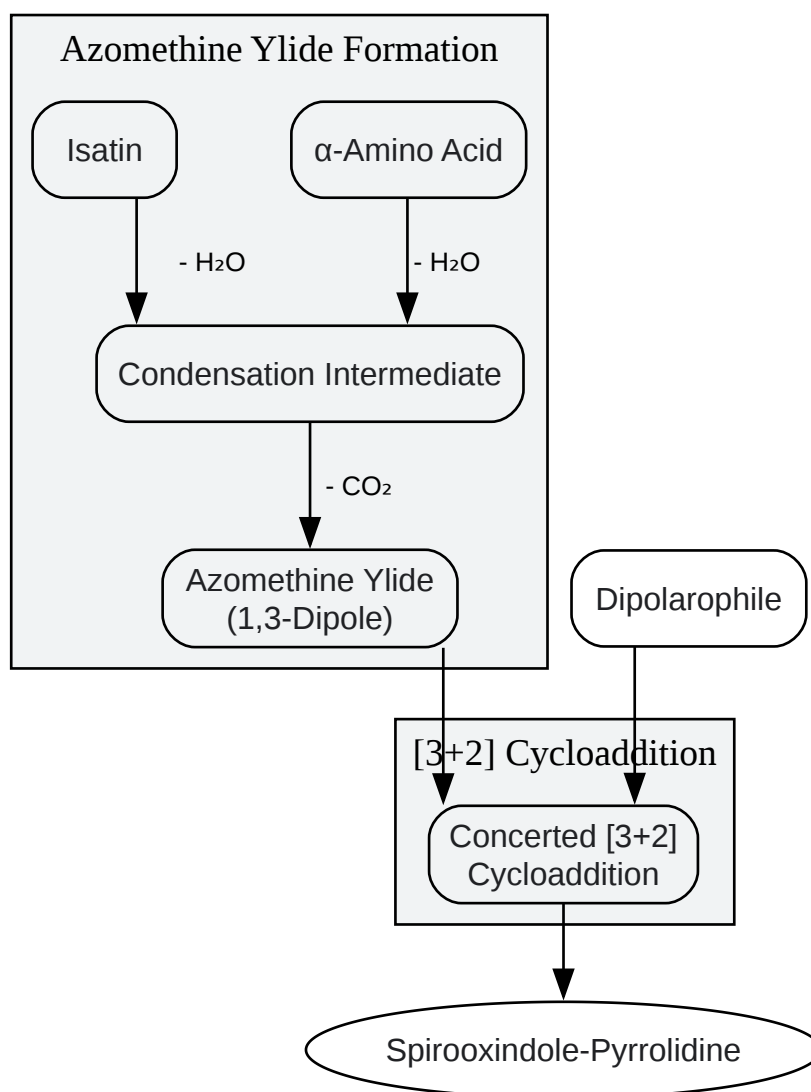 Azomethine Ylide Formation
Isatin
α-Amino Acid
- H₂O
- H₂O
Condensation Intermediate
- CO₂
Azomethine Ylide
(1,3-Dipole)
Dipolarophile
[3+2] Cycloaddition
Concerted [3+2]
Cycloaddition
Spirooxindole-Pyrrolidine